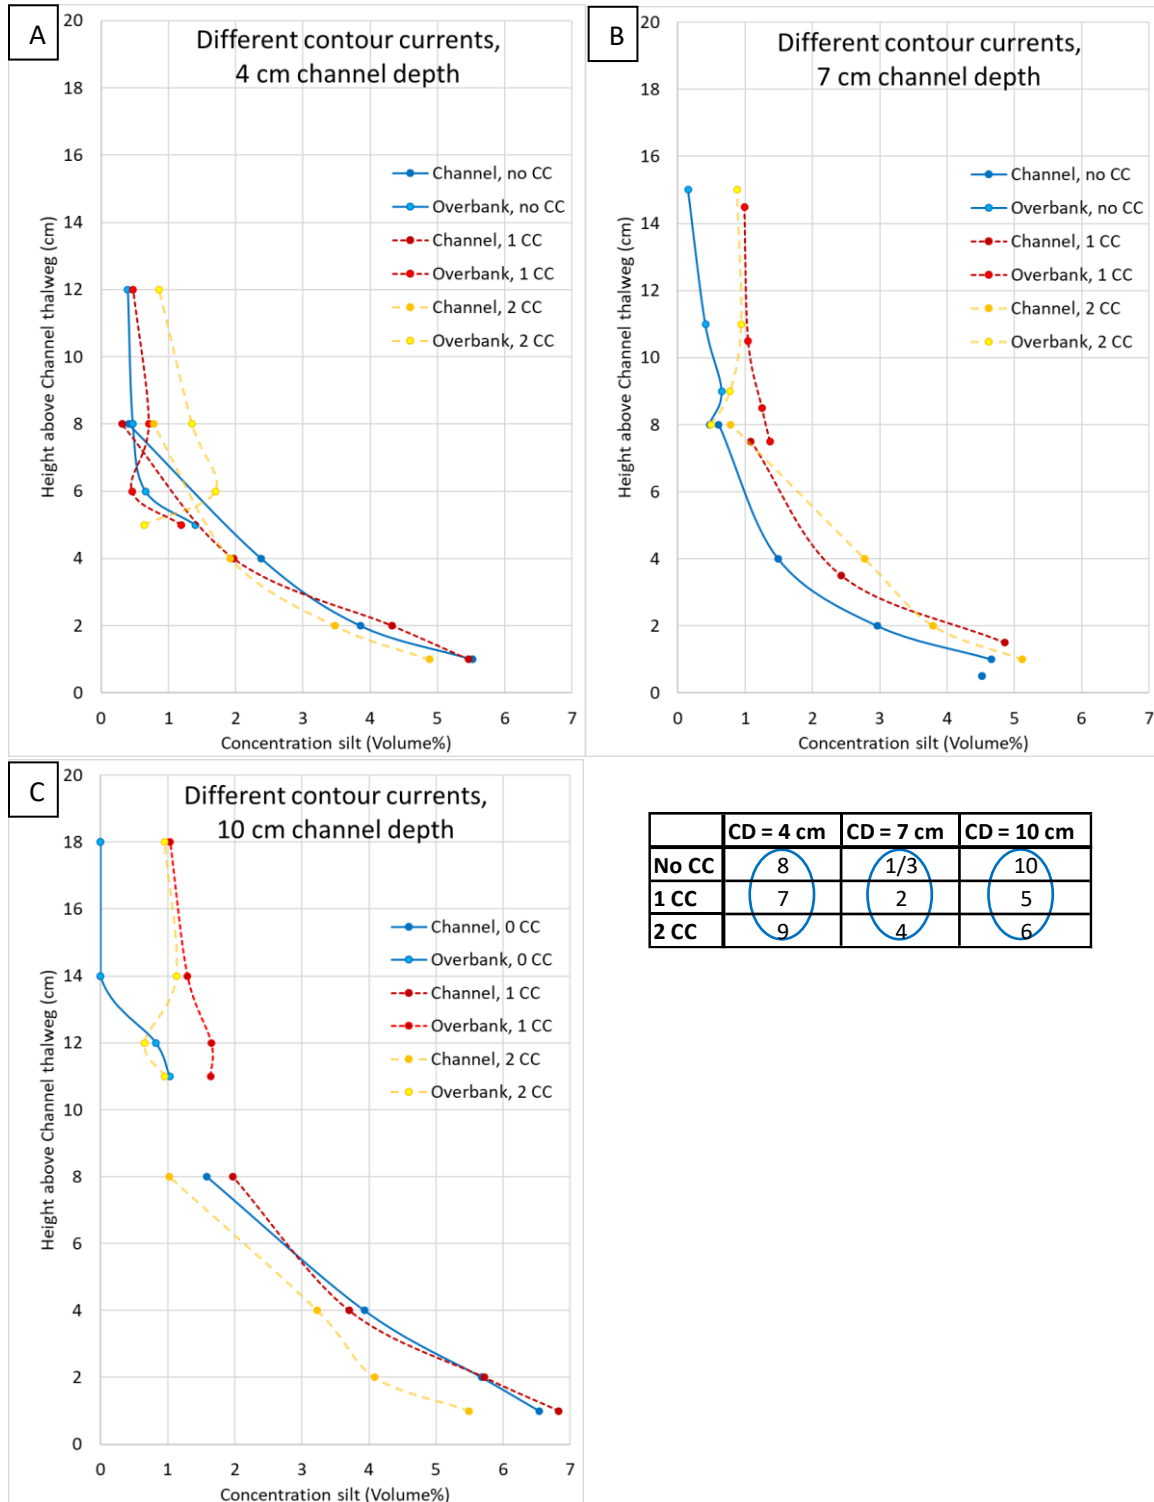 A
Different contour currents,
4 cm channel depth
20
18
16
14
12
10
8
6
4
2
0
Height above Channel thalweg (cm)
Channel, no CC
Overbank, no CC
Channel, 1 CC
Overbank, 1 CC
Channel, 2 CC
Overbank, 2 CC
0 1 2 3 4 5 6 7
Concentration silt (Volume%)
B
Different contour currents,
7 cm channel depth
20
18
16
14
12
10
8
6
4
2
0
Height above Channel thalweg (cm)
Channel, no CC
Overbank, no CC
Channel, 1 CC
Overbank, 1 CC
Channel, 2 CC
Overbank, 2 CC
0 1 2 3 4 5 6 7
Concentration silt (Volume%)
C
Different contour currents,
10 cm channel depth
20
18
16
14
12
10
8
6
4
2
0
Height above Channel thalweg (cm)
Channel, 0 CC
Overbank, 0 CC
Channel, 1 CC
Overbank, 1 CC
Channel, 2 CC
Overbank, 2 CC
0 1 2 3 4 5 6 7
Concentration silt (Volume%)
CD = 4 cm CD = 7 cm CD = 10 cm
No CC 8 1/3 10
1 CC 7 2 5
2 CC 9 4 6